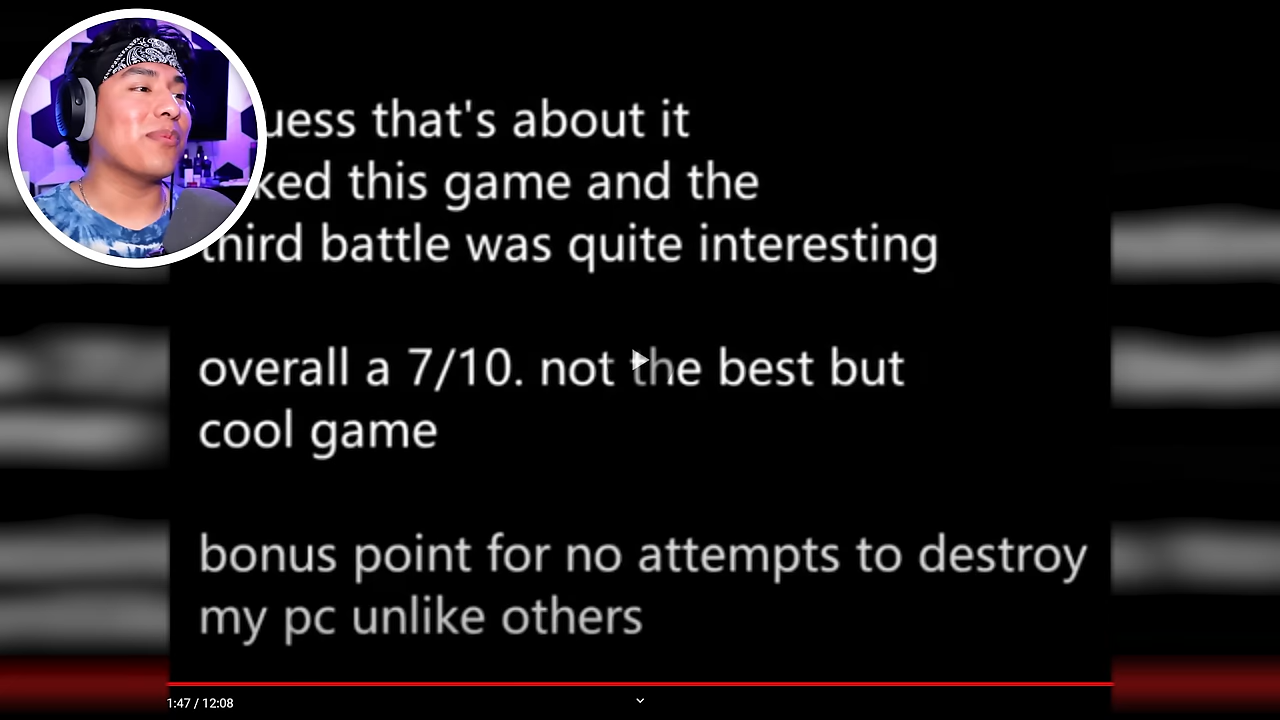 uess that's about it
ked this game and the
third battle was quite interesting
overall a 7/10. not the best but
cool game
bonus point for no attempts to destroy
my pc unlike others
1:47 / 12:08